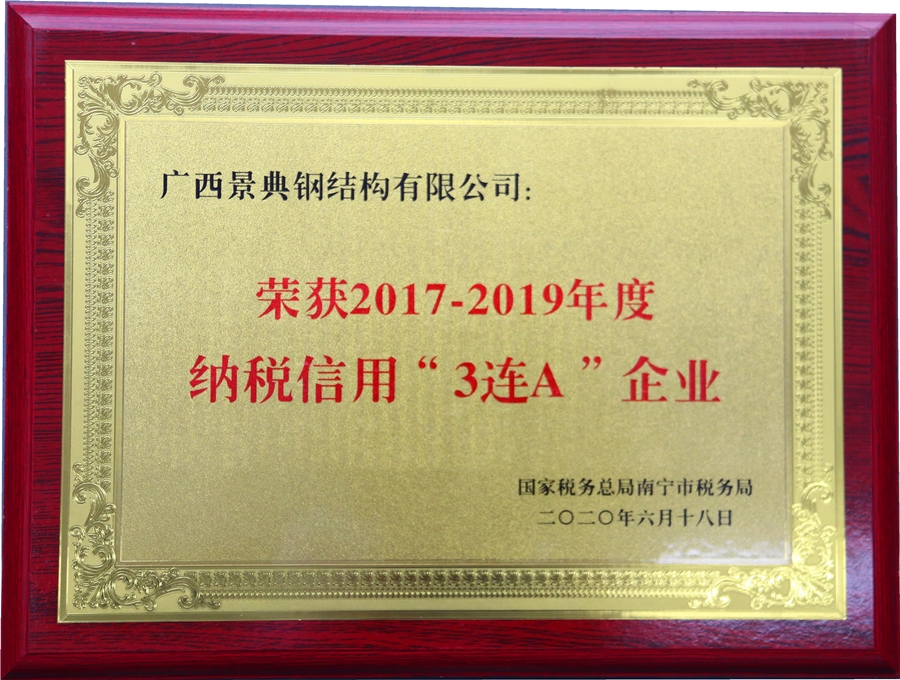 广西景典钢结构有限公司：
荣获2017-2019年度
纳税信用“3连A”企业
国家税务总局南宁市税务局
二〇二〇年六月十八日